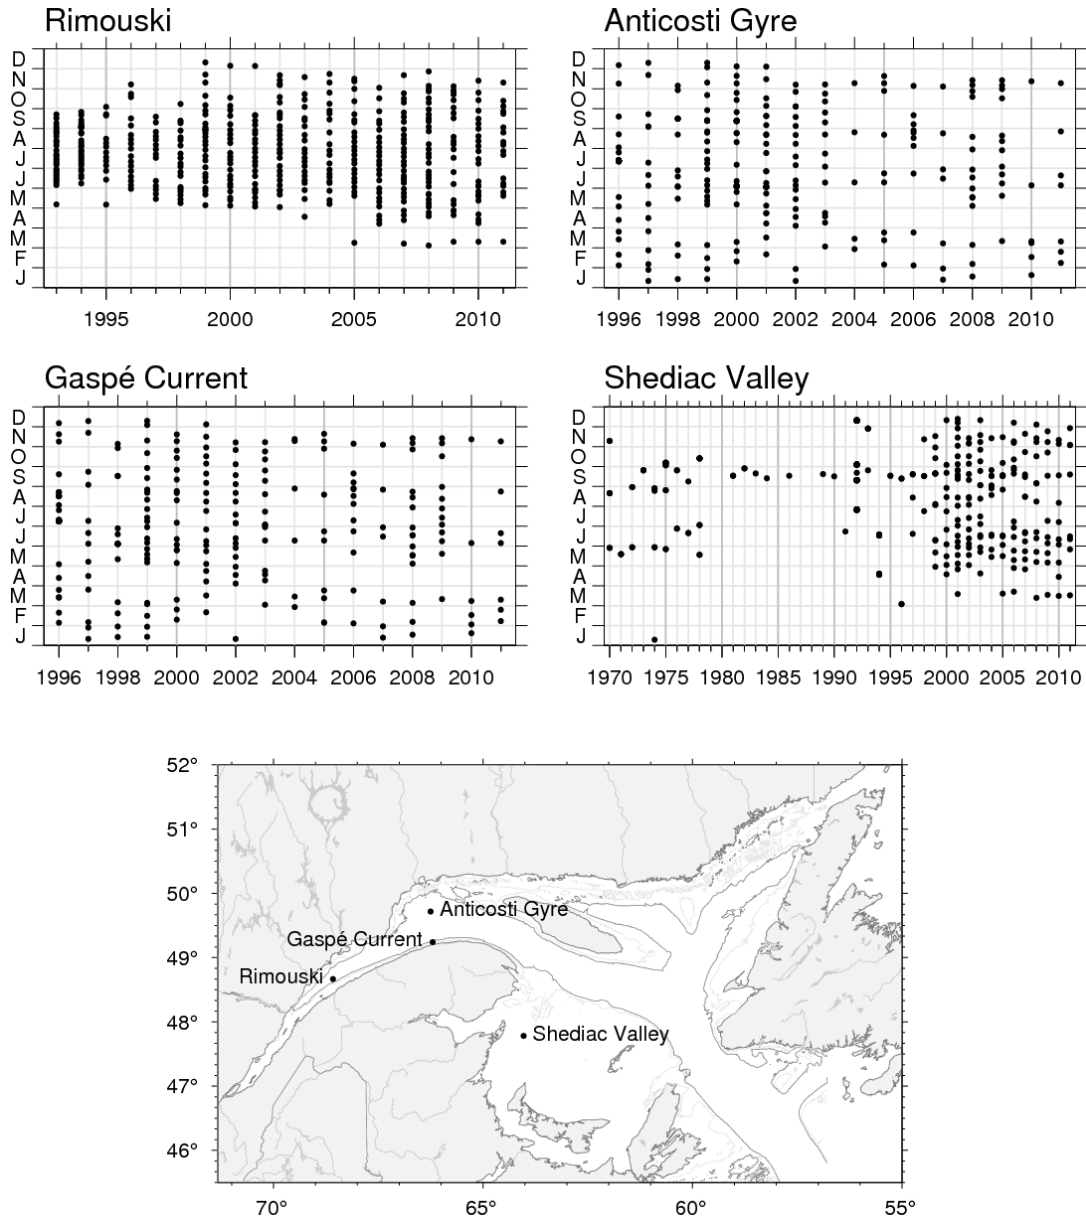 Rimouski
D
N
O
S
A
J
J
M
A
M
F
J
1995 2000 2005 2010
Anticosti Gyre
D
N
O
S
A
J
J
M
A
M
F
J
1996 1998 2000 2002 2004 2006 2008 2010
Gaspé Current
D
N
O
S
A
J
J
M
A
M
F
J
1996 1998 2000 2002 2004 2006 2008 2010
Shediac Valley
D
N
O
S
A
J
J
M
A
M
F
J
1970 1975 1980 1985 1990 1995 2000 2005 2010
52°
51°
50°
49°
48°
47°
46°
Anticosti Gyre
Gaspé Current
Rimouski
Shediac Valley
70° 65° 60° 55°